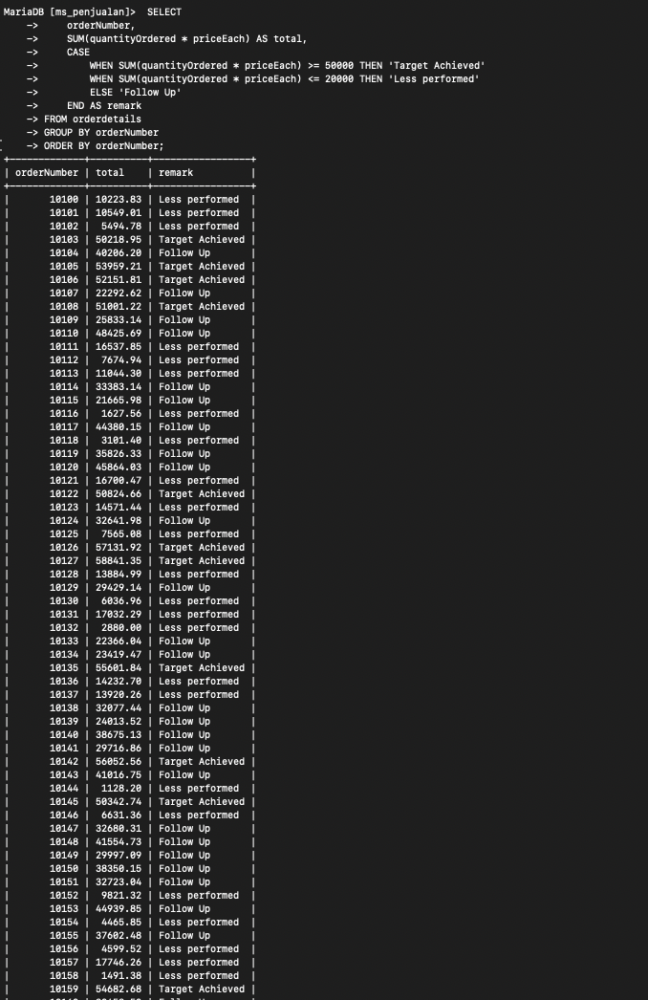 MariaDB [ms_penjualan]>  SELECT
    ->     orderNumber,
    ->     SUM(quantityOrdered * priceEach) AS total,
    ->     CASE
    ->         WHEN SUM(quantityOrdered * priceEach) >= 50000 THEN 'Target Achieved'
    ->         WHEN SUM(quantityOrdered * priceEach) <= 20000 THEN 'Less performed'
    ->         ELSE 'Follow Up'
    ->     END AS remark
    -> FROM orderdetails
    -> GROUP BY orderNumber
    -> ORDER BY orderNumber;
+-------------+----------+-----------------+
| orderNumber | total    | remark          |
+-------------+----------+-----------------+
|       10100 | 10223.83 | Less performed  |
|       10101 | 10549.01 | Less performed  |
|       10102 |  5494.78 | Less performed  |
|       10103 | 50218.95 | Target Achieved |
|       10104 | 40206.20 | Follow Up       |
|       10105 | 53959.21 | Target Achieved |
|       10106 | 52151.81 | Target Achieved |
|       10107 | 22292.62 | Follow Up       |
|       10108 | 51001.22 | Target Achieved |
|       10109 | 25833.14 | Follow Up       |
|       10110 | 48425.69 | Follow Up       |
|       10111 | 16537.85 | Less performed  |
|       10112 |  7674.94 | Less performed  |
|       10113 | 11044.30 | Less performed  |
|       10114 | 33383.14 | Follow Up       |
|       10115 | 21665.98 | Follow Up       |
|       10116 |  1627.56 | Less performed  |
|       10117 | 44380.15 | Follow Up       |
|       10118 |  3101.40 | Less performed  |
|       10119 | 35826.33 | Follow Up       |
|       10120 | 45864.03 | Follow Up       |
|       10121 | 16700.47 | Less performed  |
|       10122 | 50824.66 | Target Achieved |
|       10123 | 14571.44 | Less performed  |
|       10124 | 32641.98 | Follow Up       |
|       10125 |  7565.08 | Less performed  |
|       10126 | 57131.92 | Target Achieved |
|       10127 | 58841.35 | Target Achieved |
|       10128 | 13884.99 | Less performed  |
|       10129 | 29429.14 | Follow Up       |
|       10130 |  6036.96 | Less performed  |
|       10131 | 17032.29 | Less performed  |
|       10132 |  2880.00 | Less performed  |
|       10133 | 22366.04 | Follow Up       |
|       10134 | 23419.47 | Follow Up       |
|       10135 | 55601.84 | Target Achieved |
|       10136 | 14232.70 | Less performed  |
|       10137 | 13920.26 | Less performed  |
|       10138 | 32077.44 | Follow Up       |
|       10139 | 24013.52 | Follow Up       |
|       10140 | 38675.13 | Follow Up       |
|       10141 | 29716.86 | Follow Up       |
|       10142 | 56052.56 | Target Achieved |
|       10143 | 41016.75 | Follow Up       |
|       10144 |  1128.20 | Less performed  |
|       10145 | 50342.74 | Target Achieved |
|       10146 |  6631.36 | Less performed  |
|       10147 | 32680.31 | Follow Up       |
|       10148 | 41554.73 | Follow Up       |
|       10149 | 29997.09 | Follow Up       |
|       10150 | 38350.15 | Follow Up       |
|       10151 | 32723.04 | Follow Up       |
|       10152 |  9821.32 | Less performed  |
|       10153 | 44939.85 | Follow Up       |
|       10154 |  4465.85 | Less performed  |
|       10155 | 37602.48 | Follow Up       |
|       10156 |  4599.52 | Less performed  |
|       10157 | 17746.26 | Less performed  |
|       10158 |  1491.38 | Less performed  |
|       10159 | 54682.68 | Target Achieved |